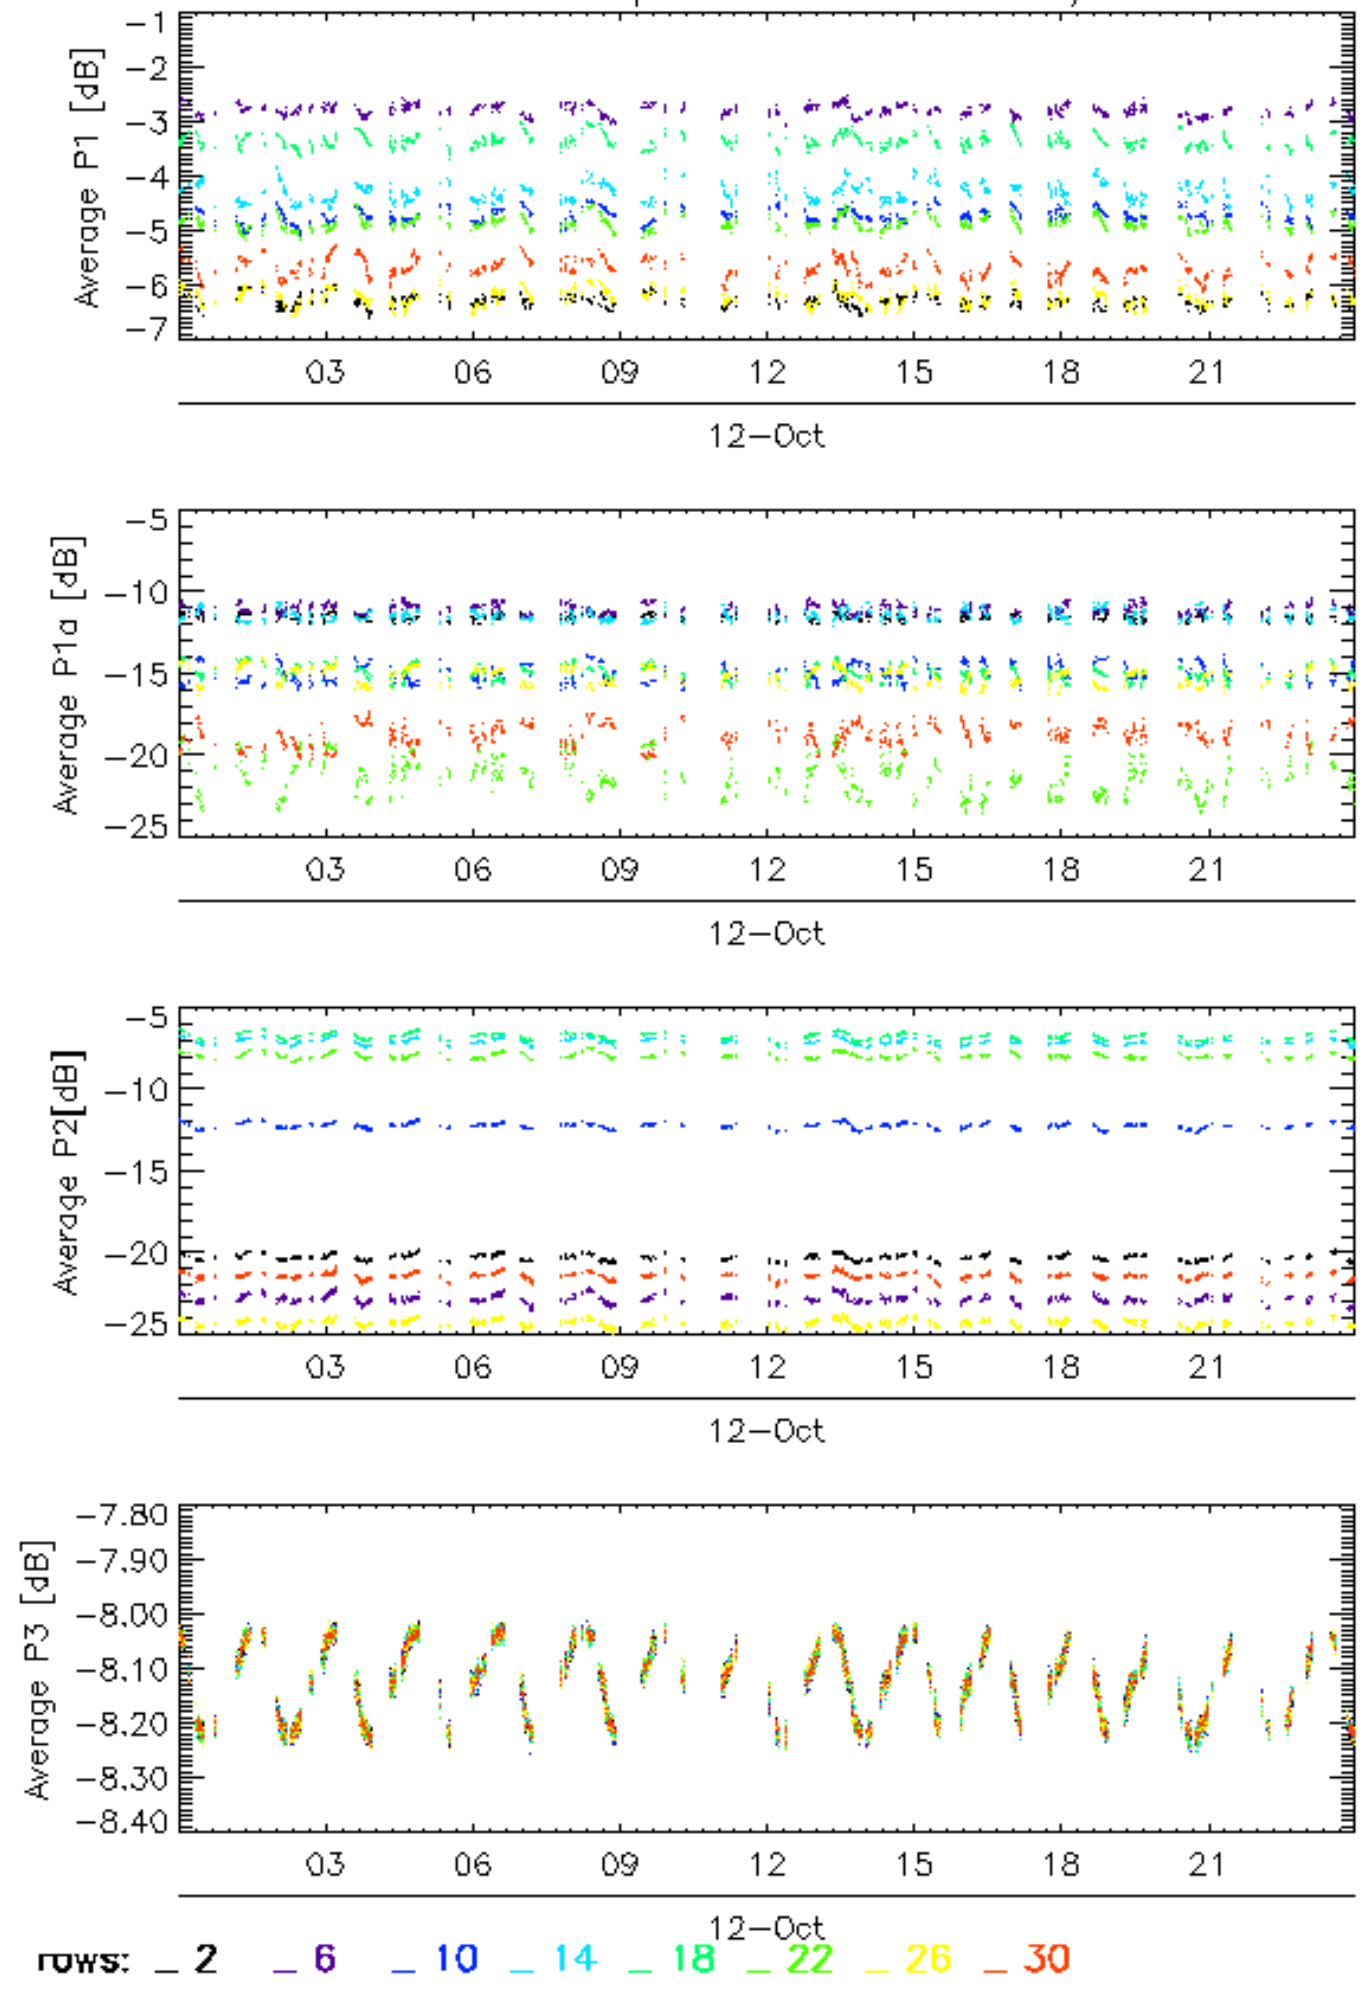 Average P1 [dB]
−1
−2
−3
−4
−5
−6
−7
03 06 09 12 15 18 21
12−Oct
Average P1a [dB]
−5
−10
−15
−20
−25
03 06 09 12 15 18 21
12−Oct
Average P2[dB]
−5
−10
−15
−20
−25
03 06 09 12 15 18 21
12−Oct
Average P3 [dB]
−7.80
−7.90
−8.00
−8.10
−8.20
−8.30
−8.40
03 06 09 12 15 18 21
12−Oct
rows: _ 2 _ 6 _ 10 _ 14 _ 18 _ 22 _ 26 _ 30